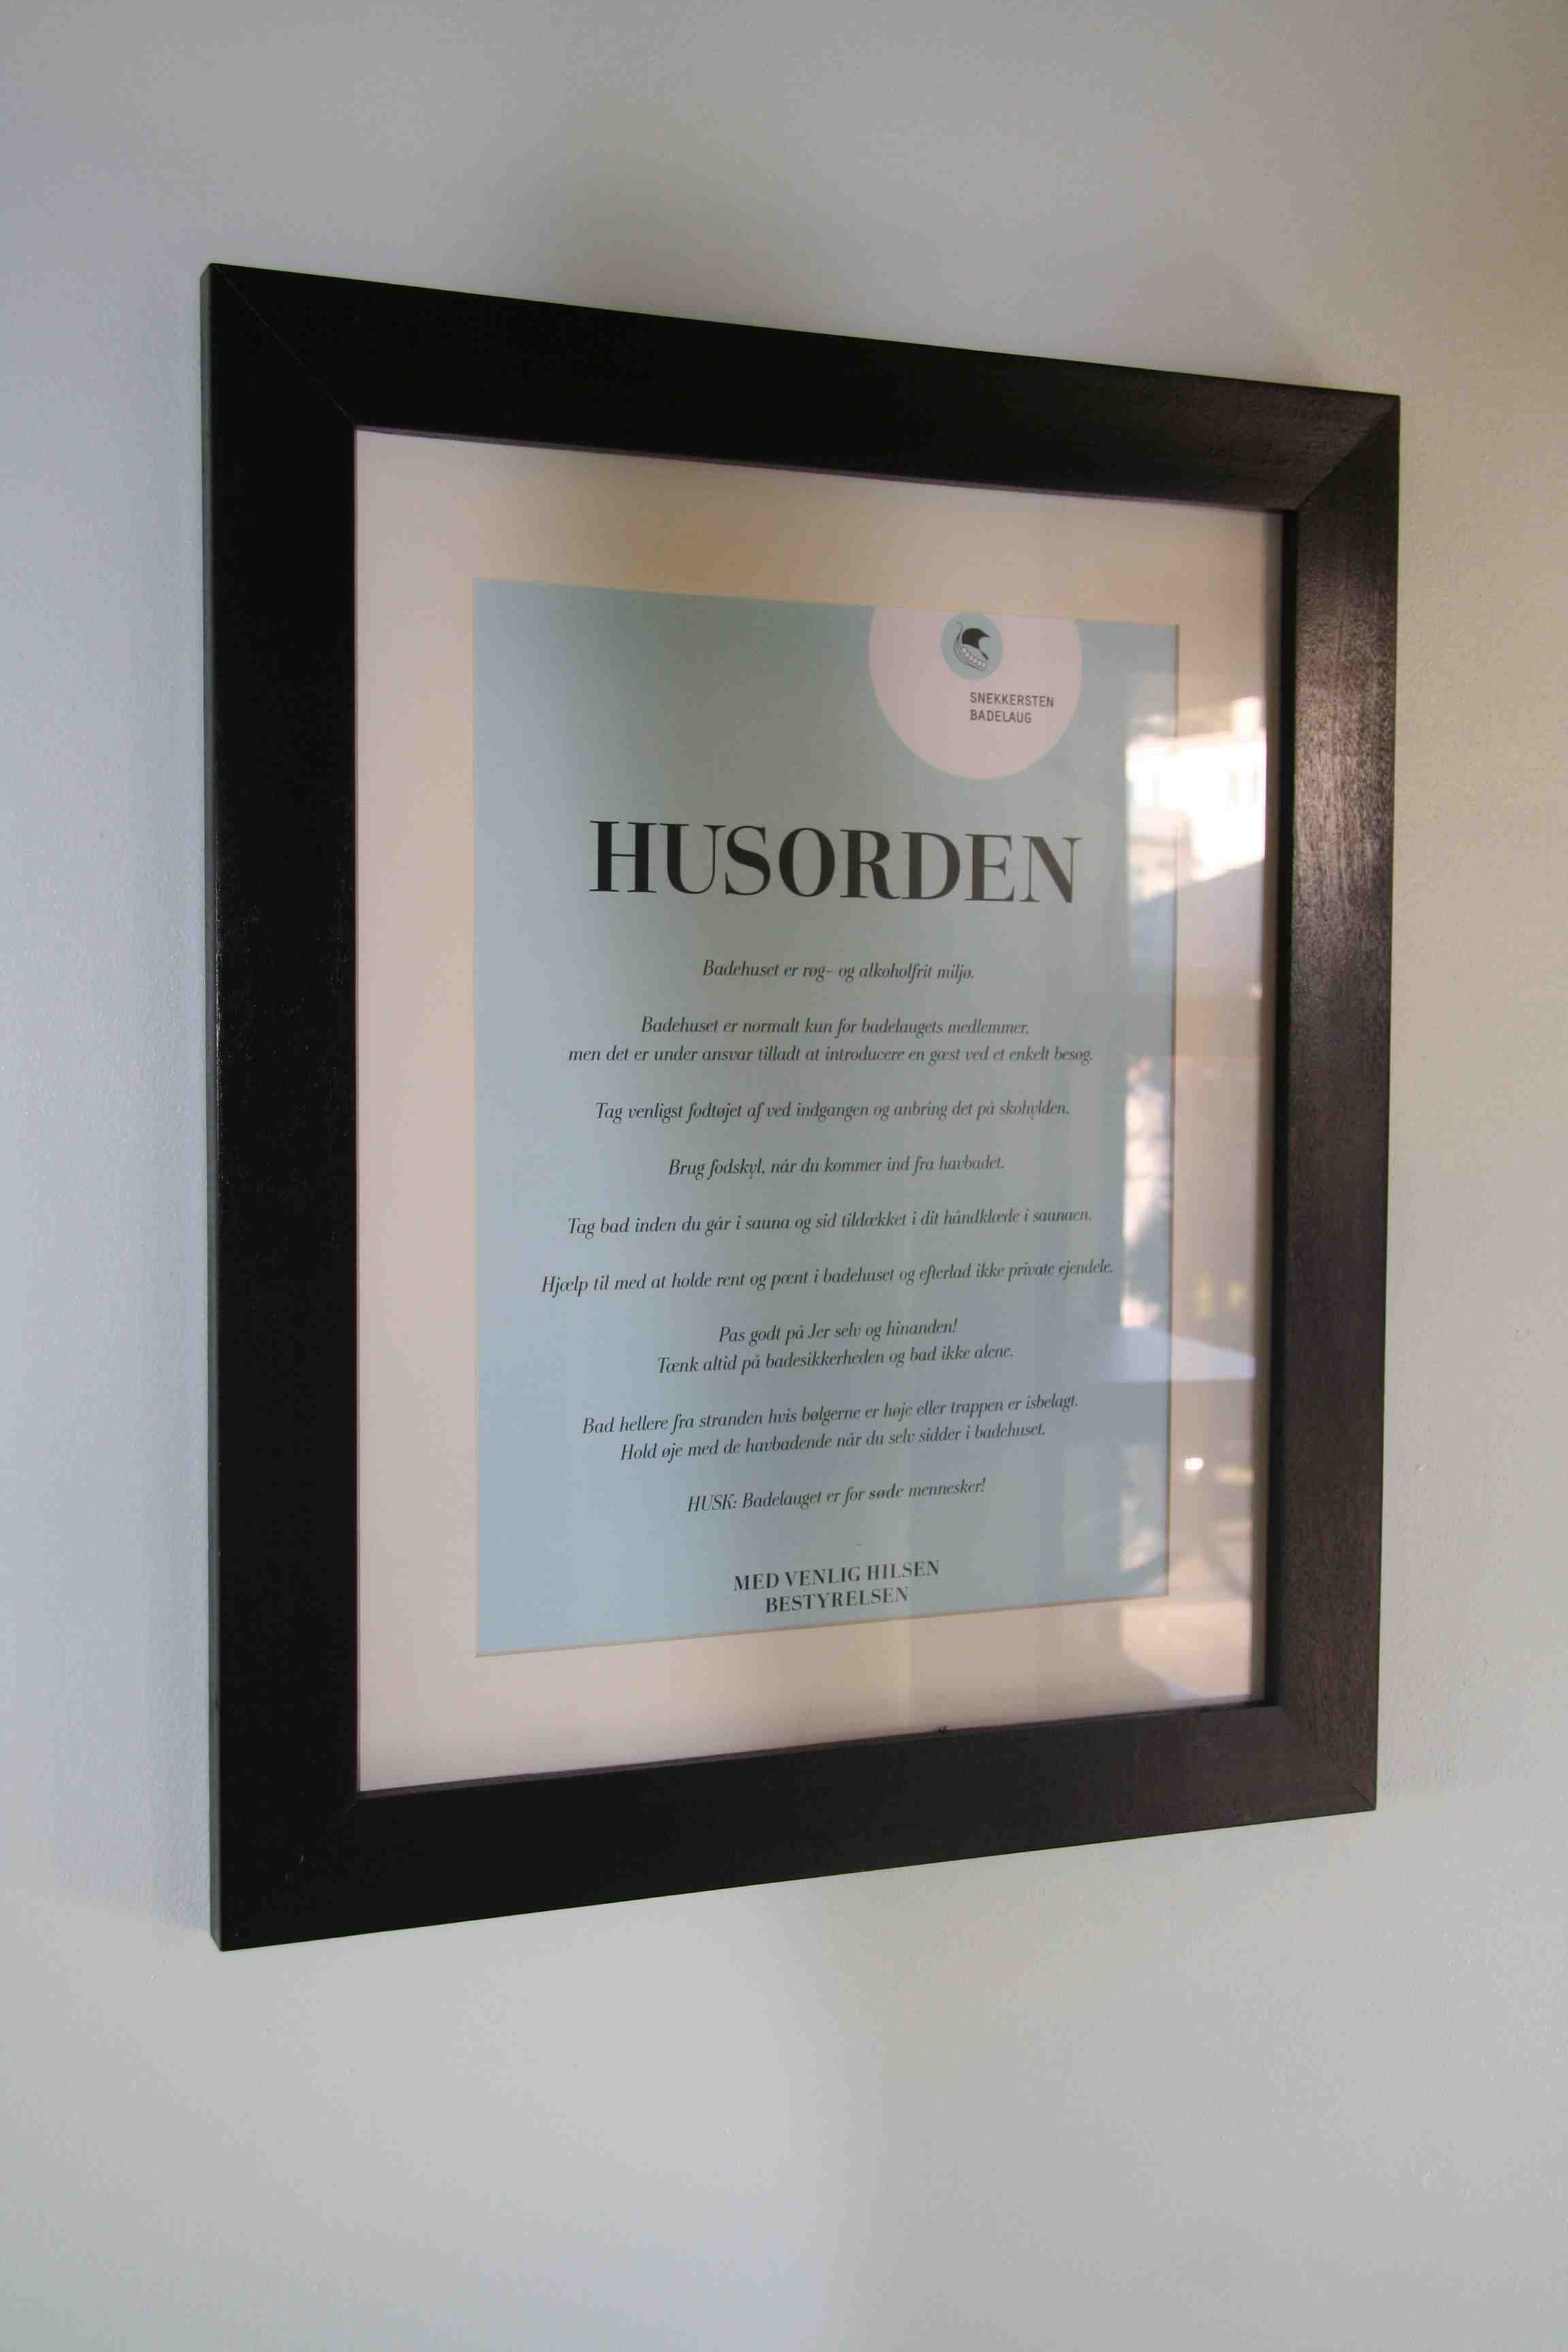 SNEKKERSTEN
BADELAUG
HUSORDEN
Badehuset er røg- og alkoholfrit miljø.
Badehuset er normalt kun for badelaugets medlemmer,
men det er under ansvar tilladt at introducere en gæst ved et enkelt besøg.
Tag venligst fodtøjet af ved indgangen og anbring det på skohylden.
Brug fodskyl, når du kommer ind fra havbadet.
Tag bad inden du går i sauna og sid tildækket i dit håndklæde i saunaen.
Hjælp til med at holde rent og pænt i badehuset og efterlad ikke private ejendele.
Pas godt på Jer selv og hinanden!
Tænk altid på badesikkerheden og bad ikke alene.
Bad hellere fra stranden hvis bølgerne er høje eller trappen er isbelagt.
Hold øje med de havbadende når du selv sidder i badehuset.
HUSK: Badelauget er for søde mennesker!
MED VENLIG HILSEN
BESTYRELSEN